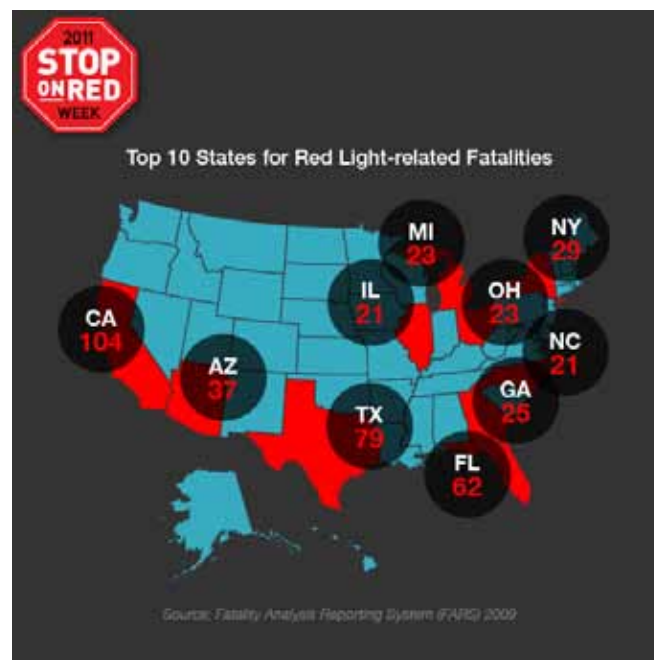 2011
STOP
ON RED
WEEK
Top 10 States for Red Light-related Fatalities
MI
23
NY
29
IL
21
OH
23
CA
104
NC
21
AZ
37
GA
25
TX
79
FL
62
Source: Fatality Analysis Reporting System (FARS) 2009